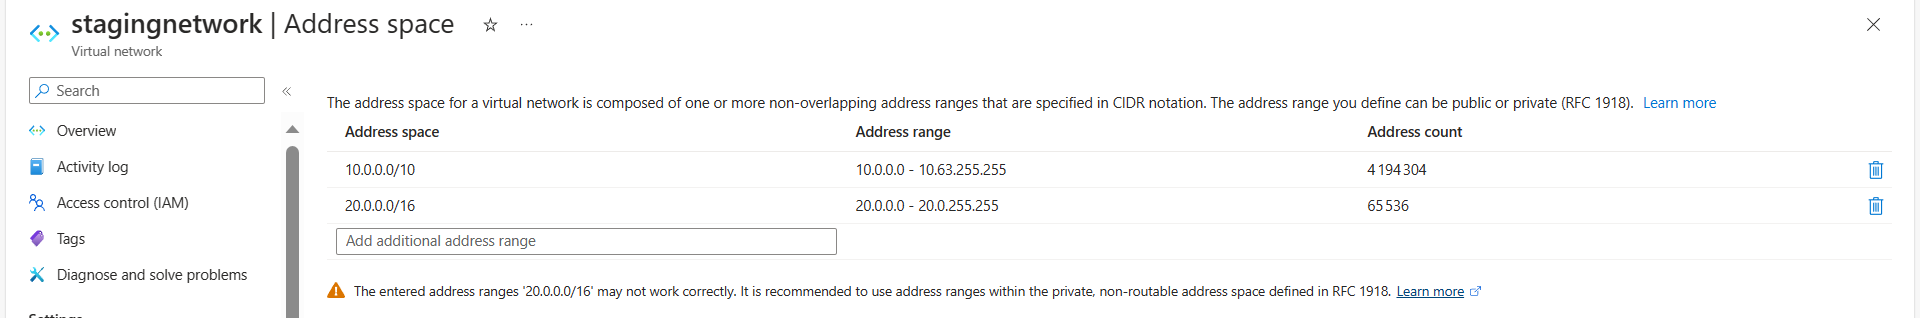 stagingnetwork | Address space
Virtual network
Search
Overview
Activity log
Access control (IAM)
Tags
Diagnose and solve problems
Settings
The address space for a virtual network is composed of one or more non-overlapping address ranges that are specified in CIDR notation. The address range you define can be public or private (RFC 1918). Learn more
Address space Address range Address count
10.0.0.0/10 10.0.0.0 - 10.63.255.255 4 194 304
20.0.0.0/16 20.0.0.0 - 20.0.255.255 65 536
Add additional address range
The entered address ranges '20.0.0.0/16' may not work correctly. It is recommended to use address ranges within the private, non-routable address space defined in RFC 1918. Learn more